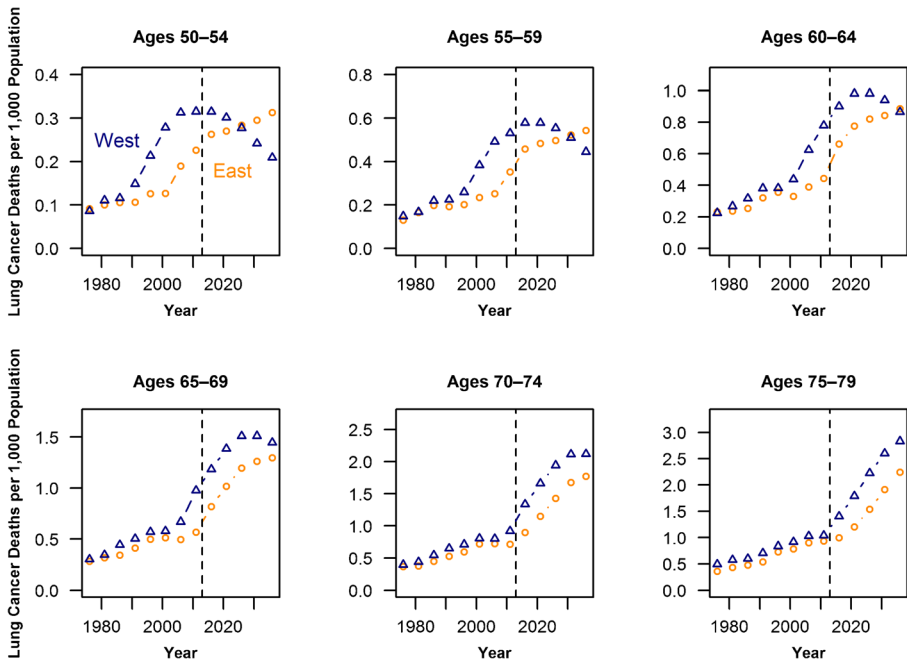 Lung Cancer Deaths per 1,000 Population
Ages 50–54
0.4
0.3
0.2
0.1
0.0
West
East
1980 2000 2020
Year
Ages 55–59
0.8
0.6
0.4
0.2
0.0
1980 2000 2020
Year
Ages 60–64
1.0
0.8
0.6
0.4
0.2
0.0
1980 2000 2020
Year
Lung Cancer Deaths per 1,000 Population
Ages 65–69
1.5
1.0
0.5
0.0
1980 2000 2020
Year
Ages 70–74
2.5
2.0
1.5
1.0
0.5
0.0
1980 2000 2020
Year
Ages 75–79
3.0
2.5
2.0
1.5
1.0
0.5
0.0
1980 2000 2020
Year